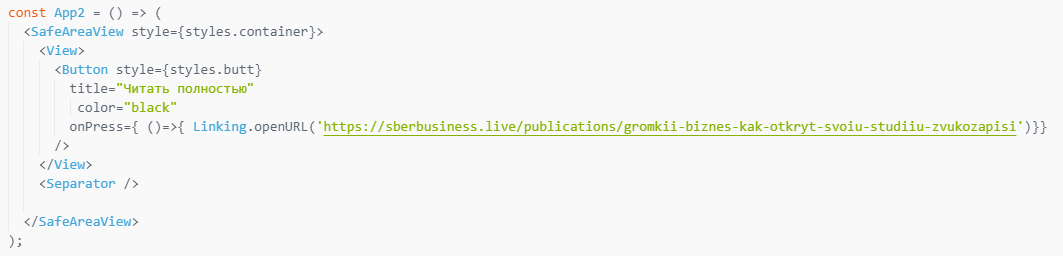 const App2 = () => (
  <SafeAreaView style={styles.container}>
    <View>
      <Button style={styles.butt}
        title="Читать полностью"
         color="black"
        onPress={ ()=>{ Linking.openURL('https://sberbusiness.live/publications/gromkii-biznes-kak-otkryt-svoiu-studiiu-zvukozapisi')}}
      />
    </View>
    <Separator />
  </SafeAreaView>
);